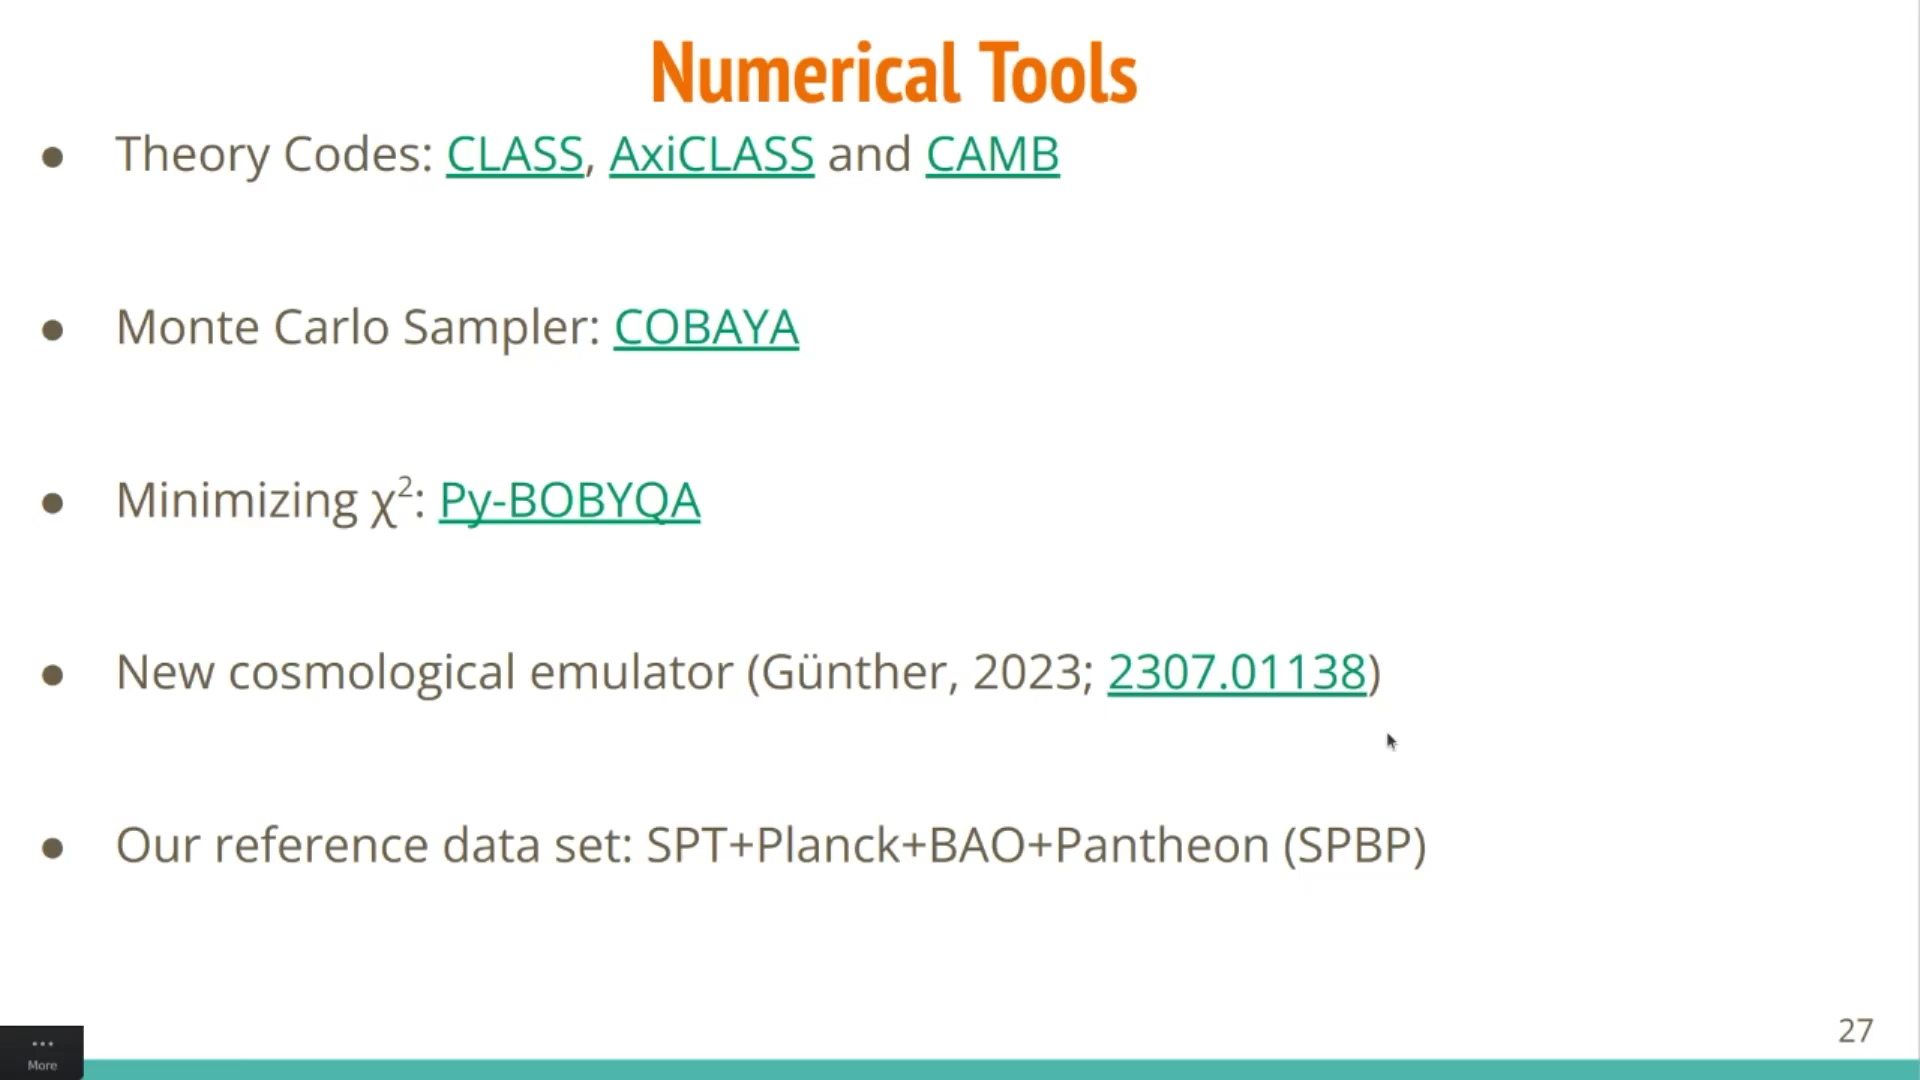 Numerical Tools
● Theory Codes: CLASS, AxiCLASS and CAMB
● Monte Carlo Sampler: COBAYA
● Minimizing χ²: Py-BOBYQA
● New cosmological emulator (Günther, 2023; 2307.01138)
● Our reference data set: SPT+Planck+BAO+Pantheon (SPBP)
27
More